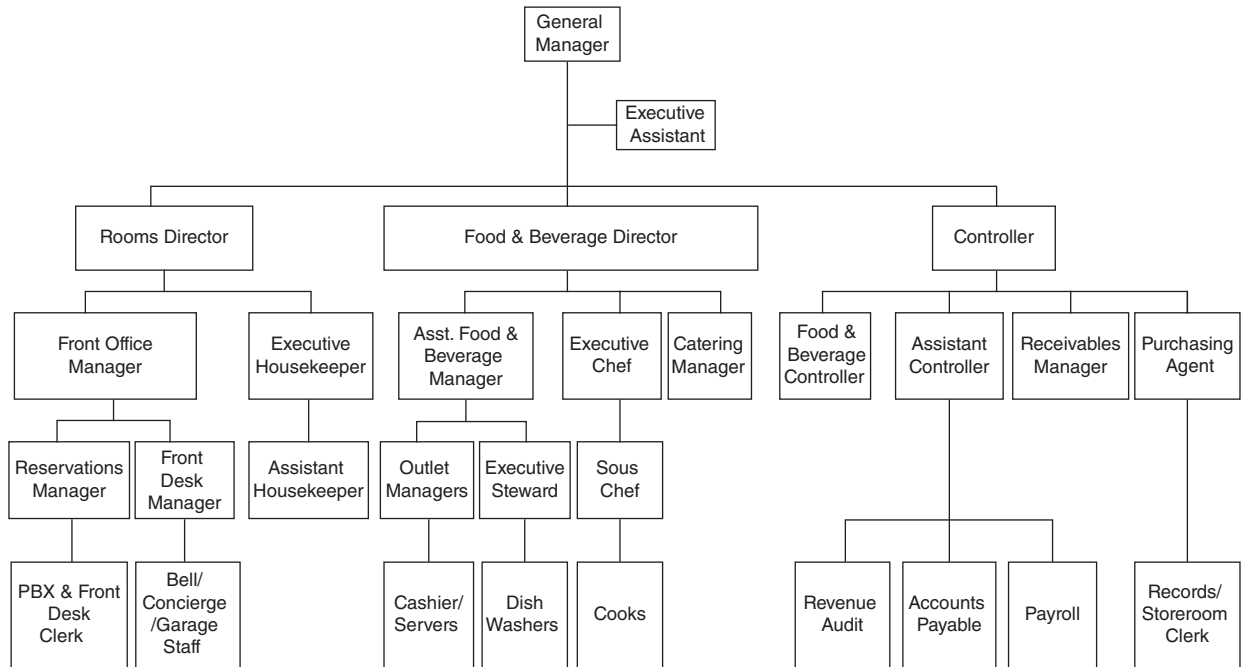 General
Manager
Executive
Assistant
Rooms Director
Food & Beverage Director
Controller
Front Office
Manager
Executive
Housekeeper
Asst. Food &
Beverage
Manager
Executive
Chef
Catering
Manager
Food &
Beverage
Controller
Assistant
Controller
Receivables
Manager
Purchasing
Agent
Reservations
Manager
Front
Desk
Manager
Assistant
Housekeeper
Outlet
Managers
Executive
Steward
Sous
Chef
PBX & Front
Desk
Clerk
Bell/
Concierge
/Garage
Staff
Cashier/
Servers
Dish
Washers
Cooks
Revenue
Audit
Accounts
Payable
Payroll
Records/
Storeroom
Clerk